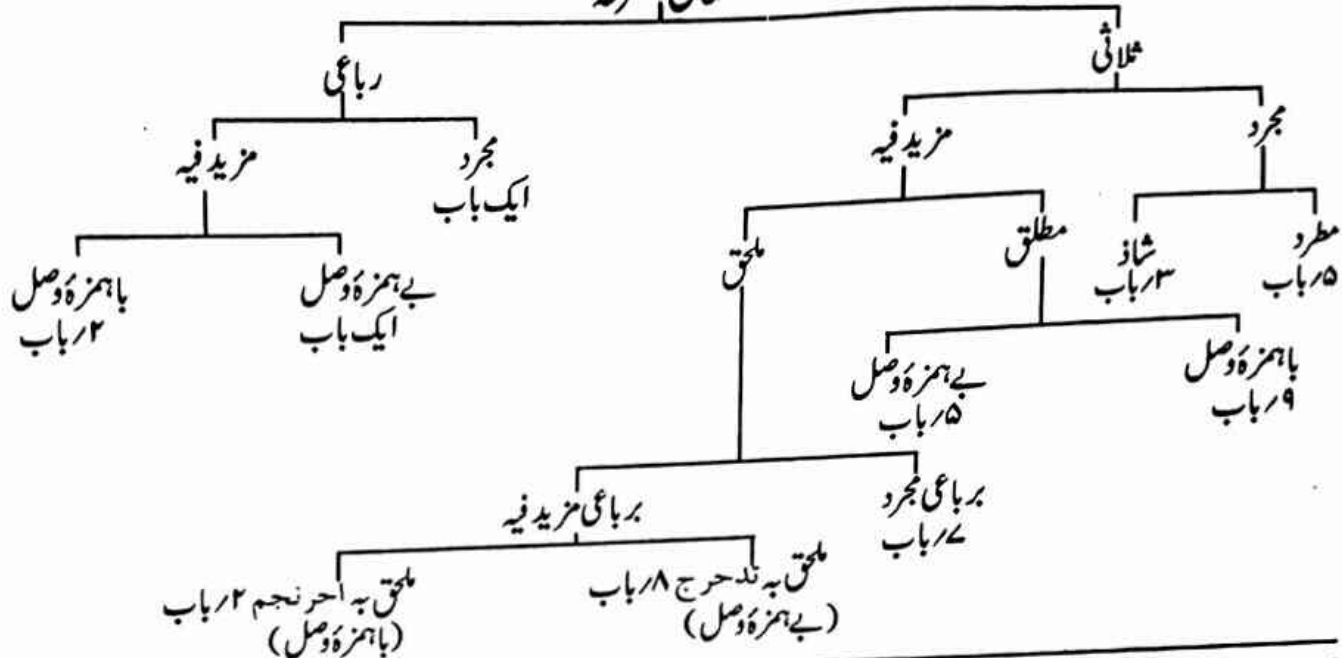 ثلاثی
رباعی
مجرد
مزید فیہ
مجرد
ایک باب
مزید فیہ
مطرد
۵؍باب
شاذ
۳؍باب
مطلق
ملحق
بے ہمزۂ وصل
ایک باب
باہمزۂ وصل
۲؍باب
باہمزۂ وصل
۹؍باب
بے ہمزۂ وصل
۵؍باب
برباعی مجرد
۷؍باب
برباعی مزید فیہ
ملحق بہ تدحرج ۸؍باب
(بے ہمزۂ وصل)
ملحق بہ احرنجم ۲؍باب
(باہمزۂ وصل)